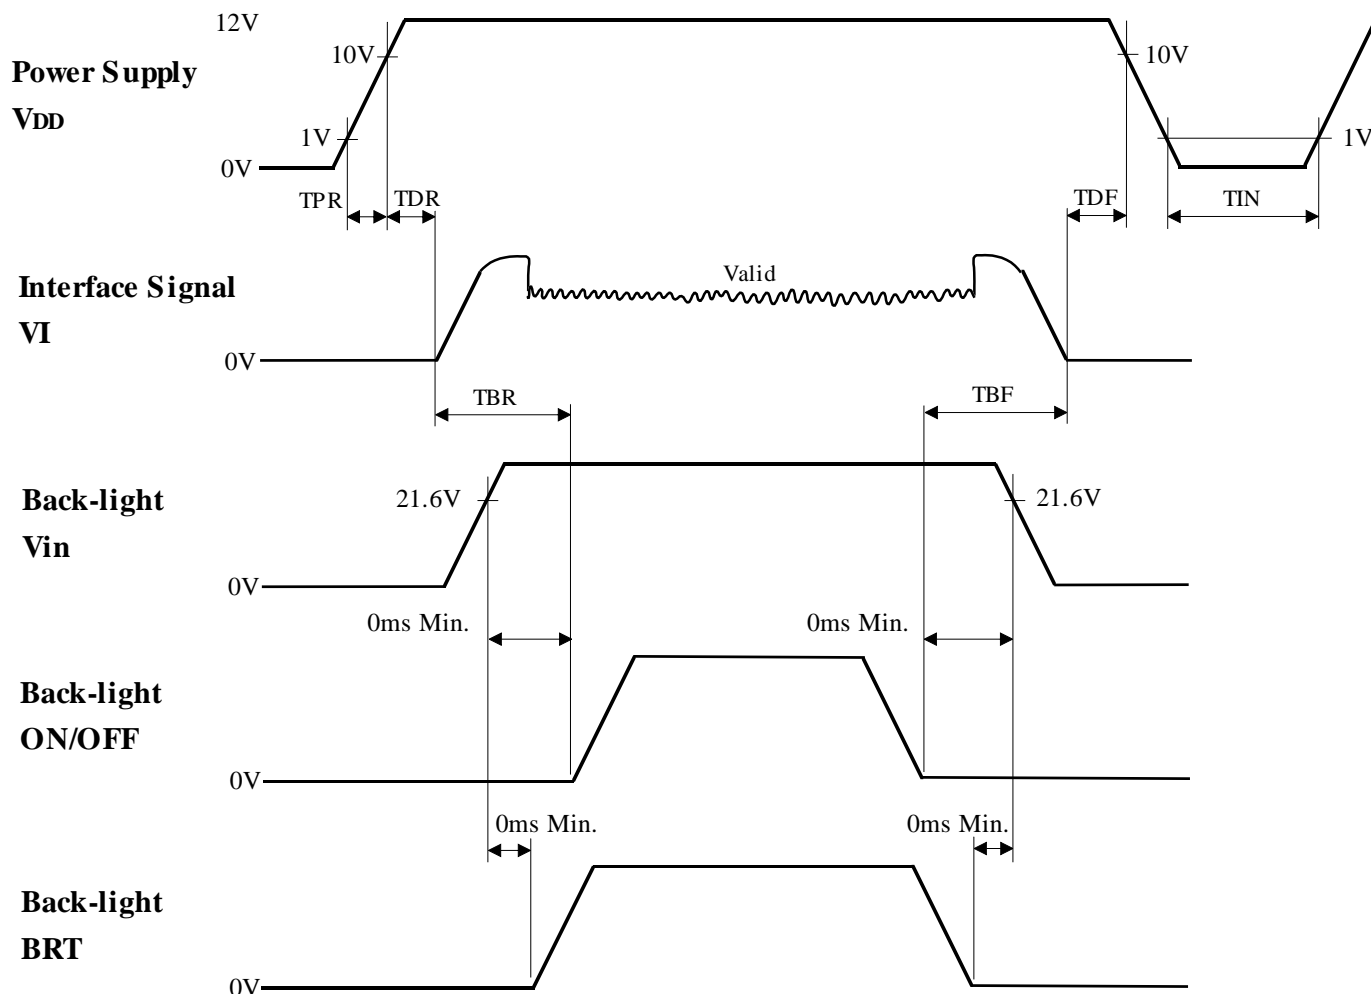 12V
10V
10V
Power Supply
VDD
1V
1V
0V
TPR
TDR
TDF
TIN
Interface Signal
VI
Valid
0V
TBR
TBF
Back-light
Vin
21.6V
21.6V
0V
0ms Min.
0ms Min.
Back-light
ON/OFF
0V
0ms Min.
0ms Min.
Back-light
BRT
0V